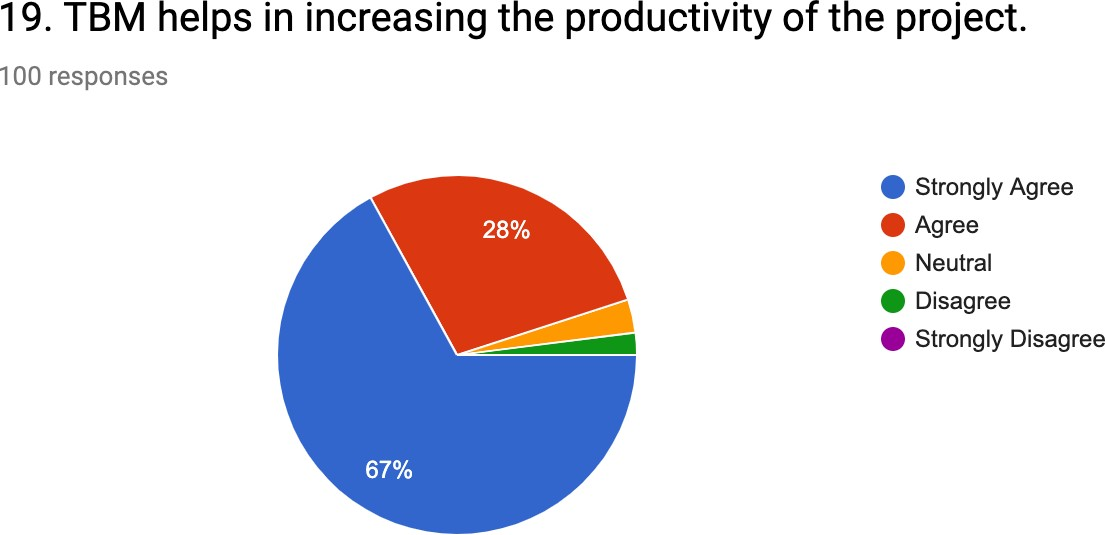 19. TBM helps in increasing the productivity of the project.
100 responses
28%
67%
Strongly Agree
Agree
Neutral
Disagree
Strongly Disagree